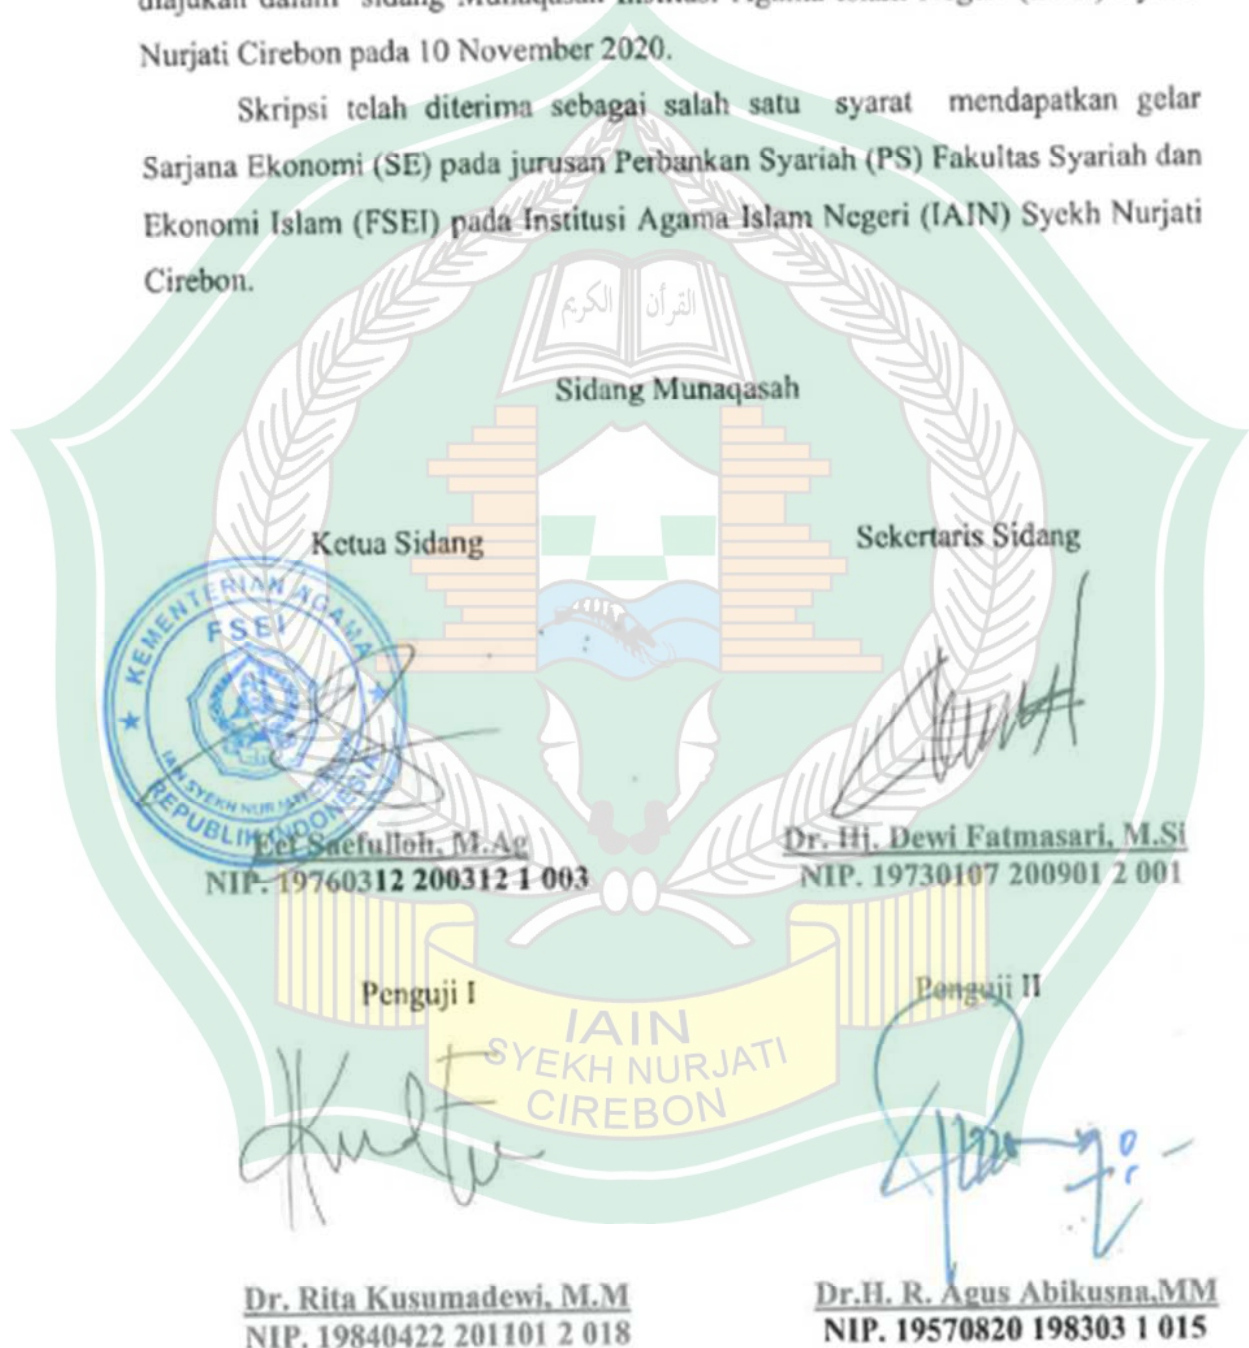 Nurjati Cirebon pada 10 November 2020.
Skripsi telah diterima sebagai salah satu syarat mendapatkan gelar
Sarjana Ekonomi (SE) pada jurusan Perbankan Syariah (PS) Fakultas Syariah dan
Ekonomi Islam (FSEI) pada Institusi Agama Islam Negeri (IAIN) Syekh Nurjati
Cirebon.
القرآن الكريم
Sidang Munaqasah
Ketua Sidang
Sekertaris Sidang
KEMENTERIAN AGAMA
FSEI
IAIN SYEKH NURJATI
REPUBLIK INDONESIA
Eef Saefulloh, M.Ag
NIP. 19760312 200312 1 003
Dr. Hj. Dewi Fatmasari, M.Si
NIP. 19730107 200901 2 001
Penguji I
Penguji II
IAIN
SYEKH NURJATI
CIREBON
Dr. Rita Kusumadewi, M.M
NIP. 19840422 201101 2 018
Dr.H. R. Agus Abikusna,MM
NIP. 19570820 198303 1 015